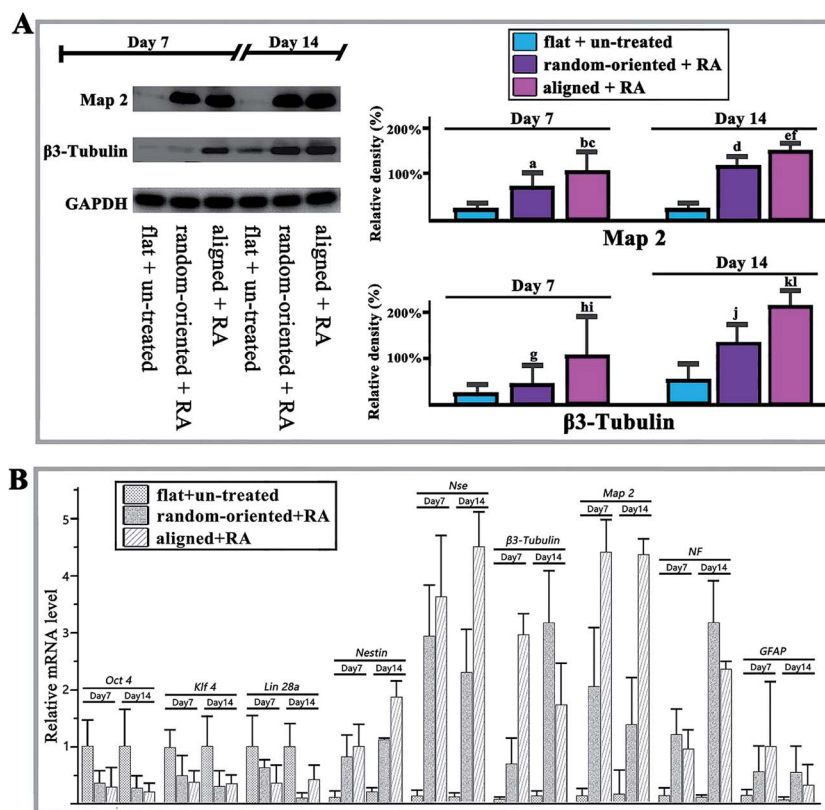 A
Day 7 Day 14
Map 2
β3-Tubulin
GAPDH
flat + un-treated
random-oriented + RA
aligned + RA
flat + un-treated
random-oriented + RA
aligned + RA
flat + un-treated
random-oriented + RA
aligned + RA
Relative density (%)
200%
100%
Day 7 Day 14
a bc d ef
Map 2
Relative density (%)
200%
100%
Day 7 Day 14
g hi j kl
β3-Tubulin
B
flat+un-treated
random-oriented+RA
aligned+RA
Relative mRNA level
5
4
3
2
1
Oct 4
Day7 Day14
Klf 4
Day7 Day14
Lin 28a
Day7 Day14
Nestin
Day7 Day14
Nse
Day7 Day14
β3-Tubulin
Day7 Day14
Map 2
Day7 Day14
NF
Day7 Day14
GFAP
Day7 Day14